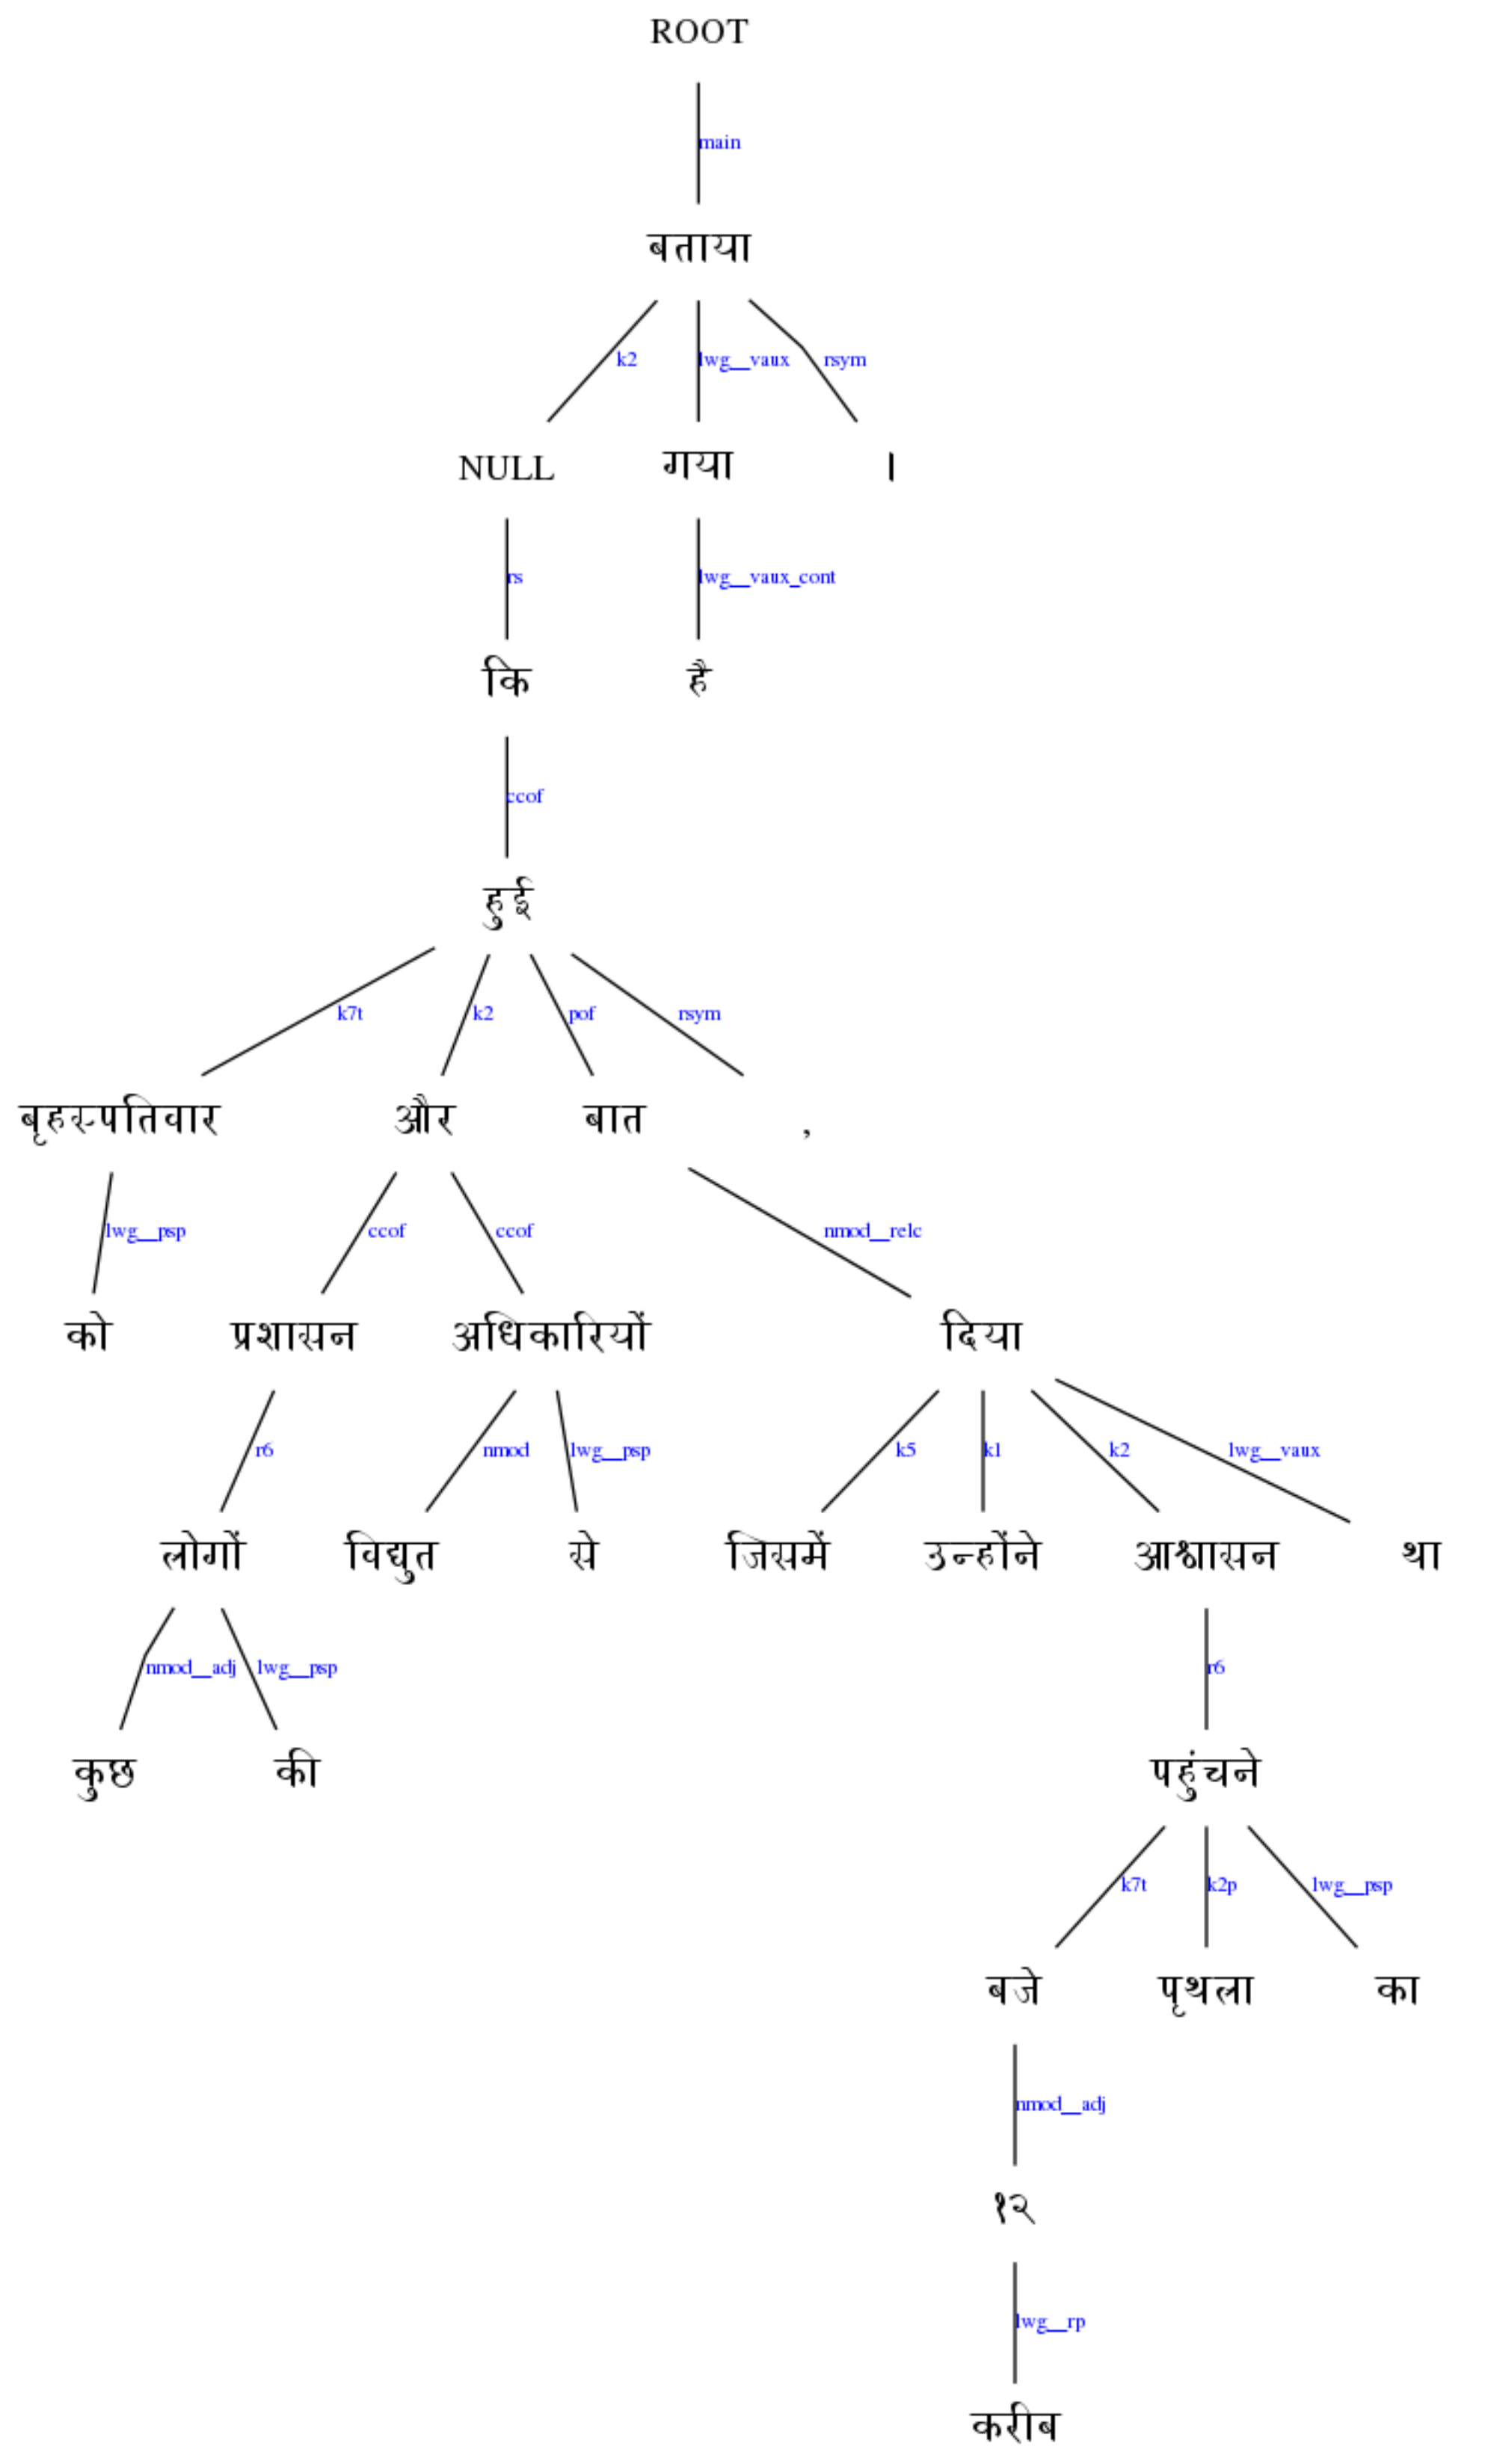 ROOT
main
बताया
k2 lwg__vaux rsym
NULL गया ।
rs lwg__vaux_cont
कि है
ccof
हुई
k7t k2 pof rsym
बृहस्पतिवार और बात ,
lwg__psp ccof ccof nmod__relc
को प्रशासन अधिकारियों दिया
r6 nmod lwg__psp k5 k1 k2 lwg__vaux
लोगों विद्युत से जिसमें उन्होंने आश्वासन था
nmod__adj lwg__psp r6
कुछ की पहुंचने
k7t k2p lwg__psp
बजे पृथला का
nmod__adj
१२
lwg__rp
करीब